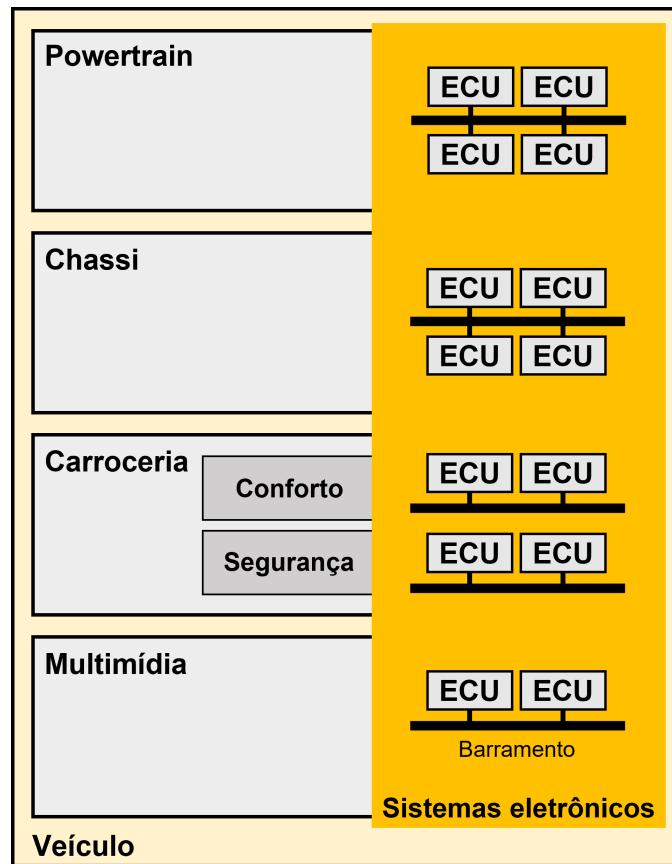 Powertrain
ECU ECU
ECU ECU
Chassi
ECU ECU
ECU ECU
Carroceria
Conforto
ECU ECU
Segurança
ECU ECU
Multimídia
ECU ECU
Barramento
Sistemas eletrônicos
Veículo